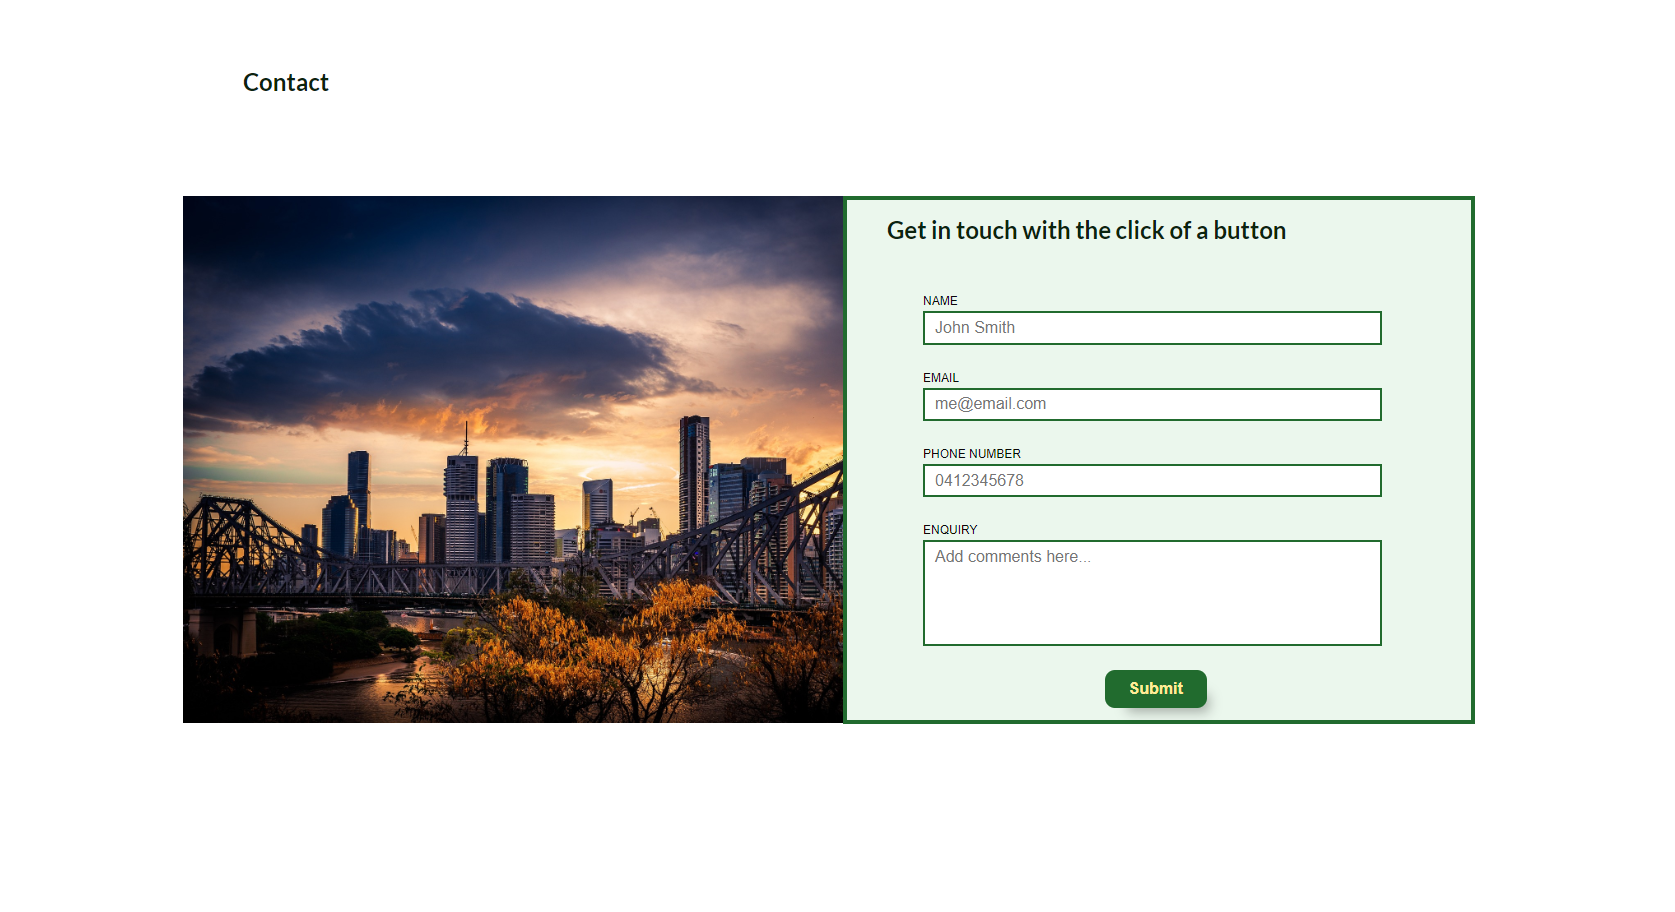 Contact
Get in touch with the click of a button
NAME
John Smith
EMAIL
me@email.com
PHONE NUMBER
0412345678
ENQUIRY
Add comments here...
Submit